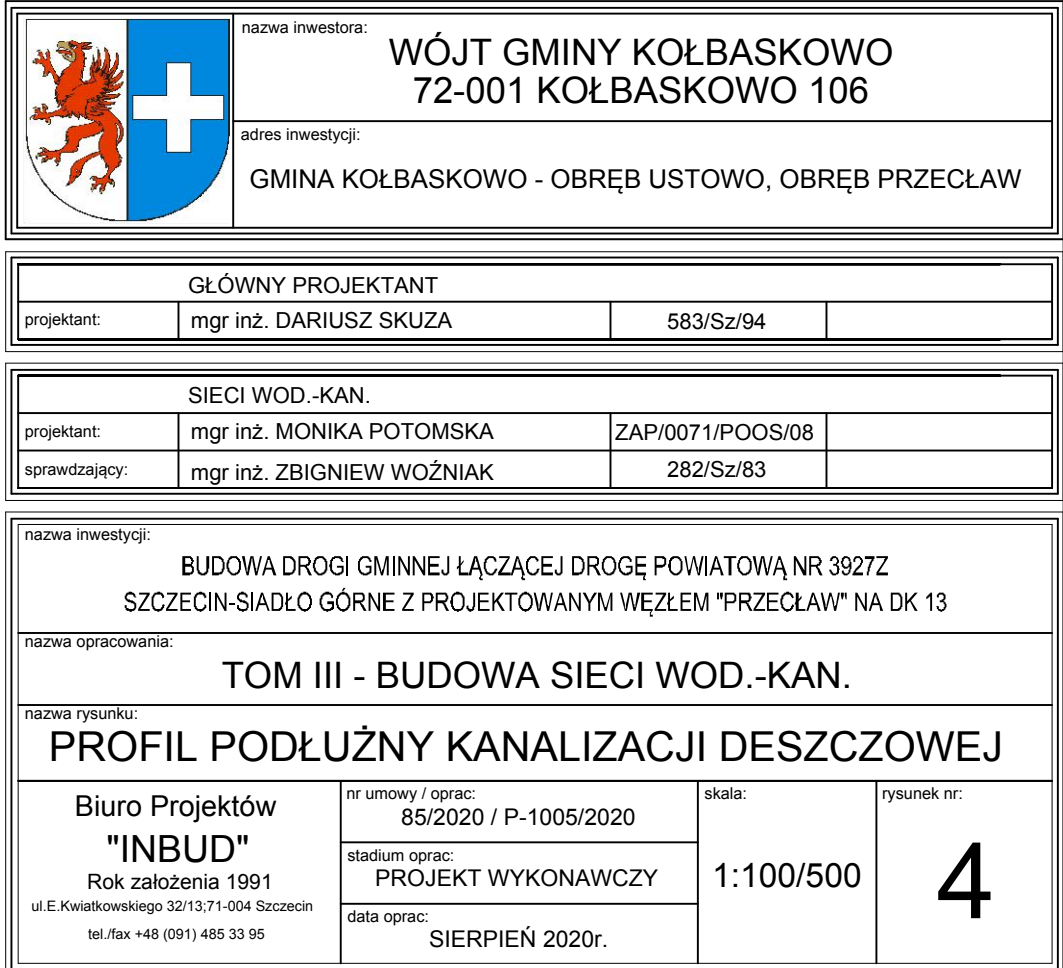 nazwa inwestora:
WÓJT GMINY KOŁBASKOWO
72-001 KOŁBASKOWO 106
adres inwestycji:
GMINA KOŁBASKOWO - OBRĘB USTOWO, OBRĘB PRZECŁAW
GŁÓWNY PROJEKTANT
projektant: mgr inż. DARIUSZ SKUZA 583/Sz/94
SIECI WOD.-KAN.
projektant: mgr inż. MONIKA POTOMSKA ZAP/0071/POOS/08
sprawdzający: mgr inż. ZBIGNIEW WOŹNIAK 282/Sz/83
nazwa inwestycji:
BUDOWA DROGI GMINNEJ ŁĄCZĄCEJ DROGĘ POWIATOWĄ NR 3927Z
SZCZECIN-SIADŁO GÓRNE Z PROJEKTOWANYM WĘZŁEM "PRZECŁAW" NA DK 13
nazwa opracowania:
TOM III - BUDOWA SIECI WOD.-KAN.
nazwa rysunku:
PROFIL PODŁUŻNY KANALIZACJI DESZCZOWEJ
Biuro Projektów
"INBUD"
Rok założenia 1991
ul.E.Kwiatkowskiego 32/13;71-004 Szczecin
tel./fax +48 (091) 485 33 95
nr umowy / oprac:
85/2020 / P-1005/2020
stadium oprac:
PROJEKT WYKONAWCZY
data oprac:
SIERPIEŃ 2020r.
skala:
1:100/500
rysunek nr:
4